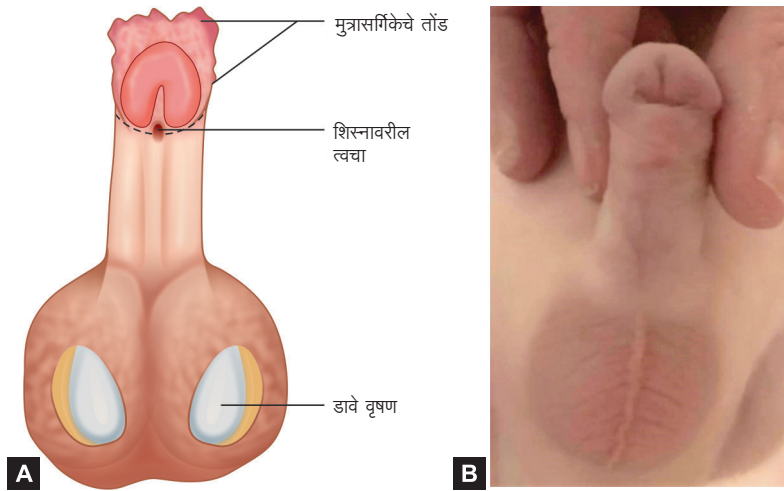 मुत्रासर्गिकेचे तोंड
शिस्नावरील
त्वचा
डावे वृषण
A
B